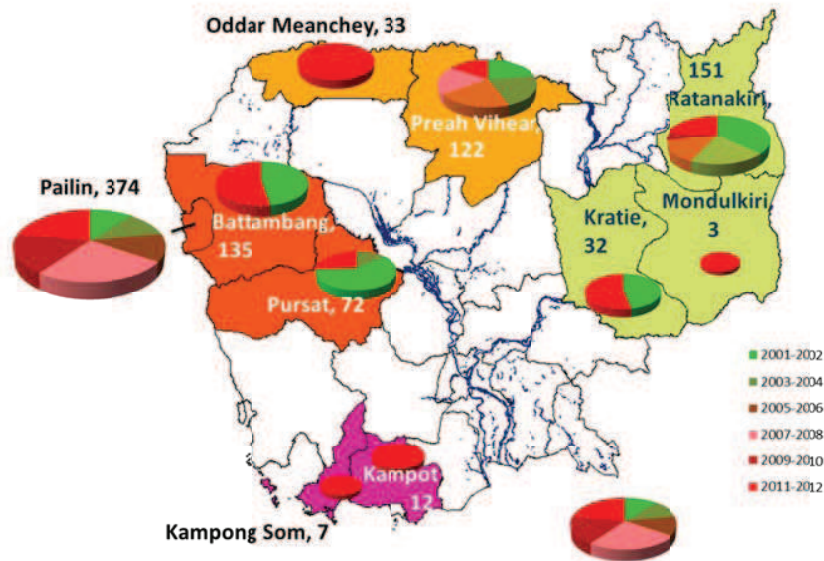 Oddar Meanchey, 33
151
Ratanakiri,
Preah Vihear,
122
Pailin, 374
Battambang,
135
Kratie,
32
Mondulkiri
3
Pursat, 72
2001-2002
2003-2004
2005-2006
2007-2008
2009-2010
2011-2012
Kampot
12
Kampong Som, 7